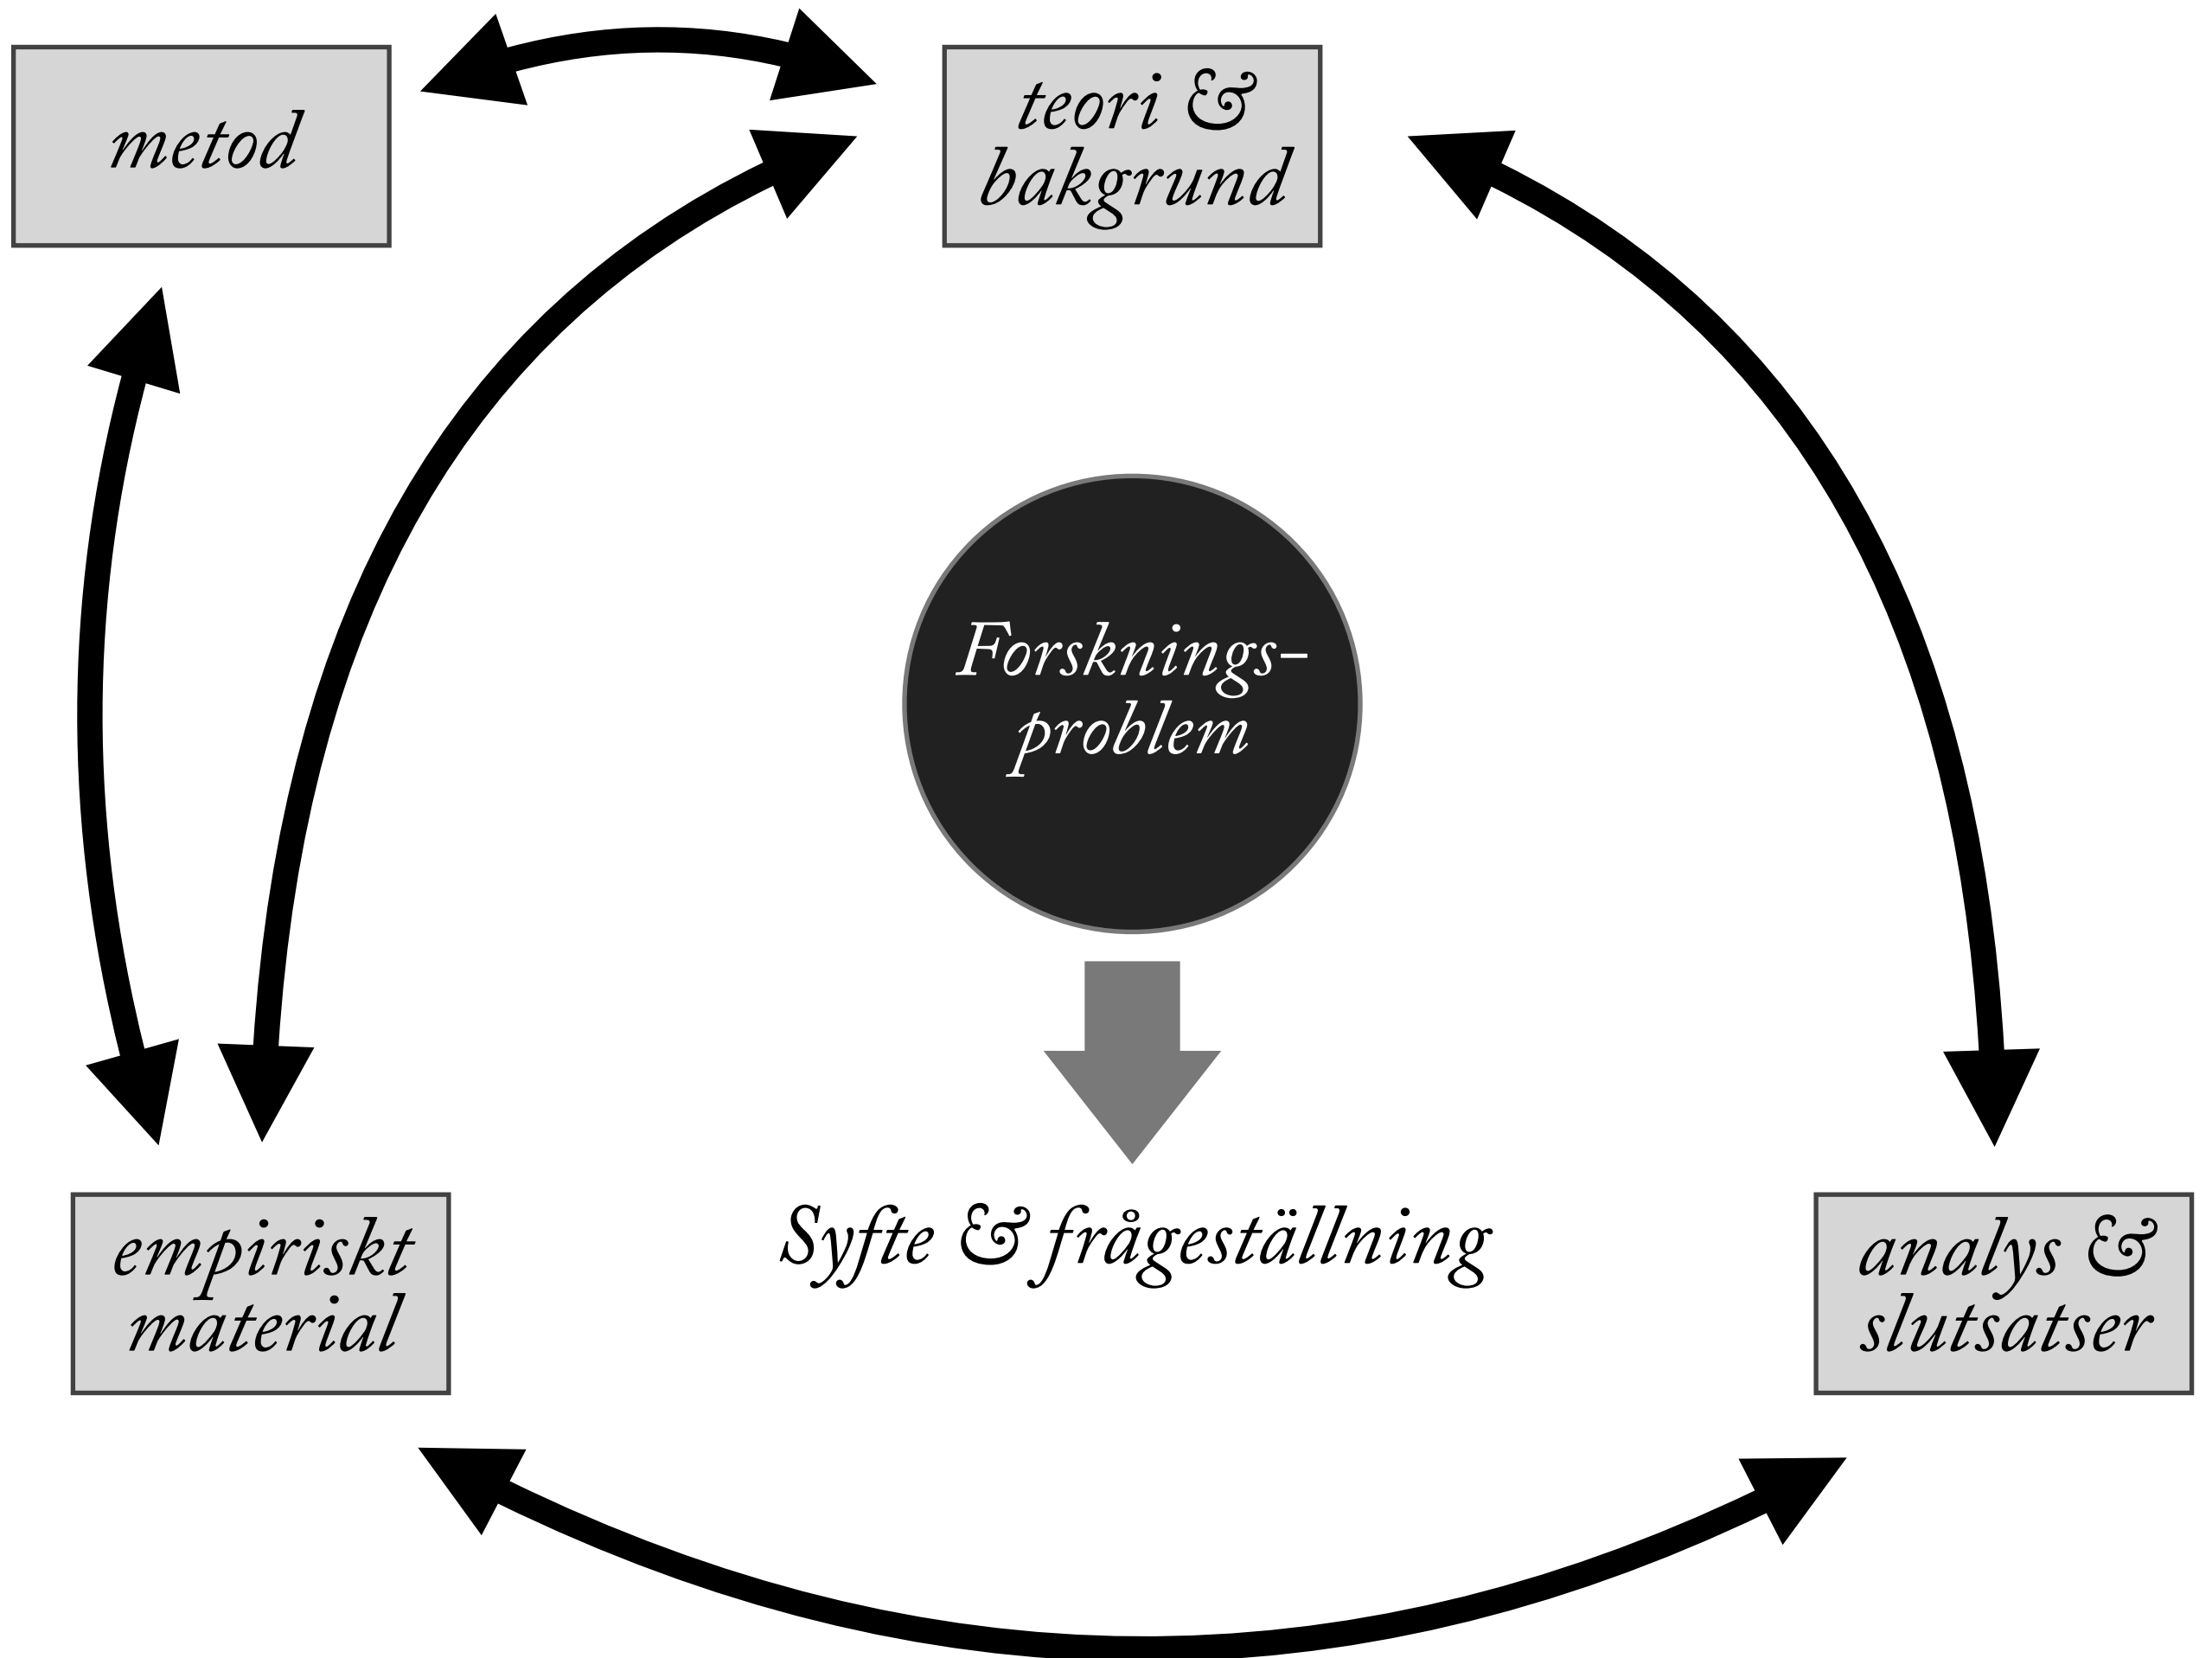 metod
teori &
bakgrund
Forsknings-
problem
empiriskt
material
Syfte & frågeställning
analys &
slutsatser